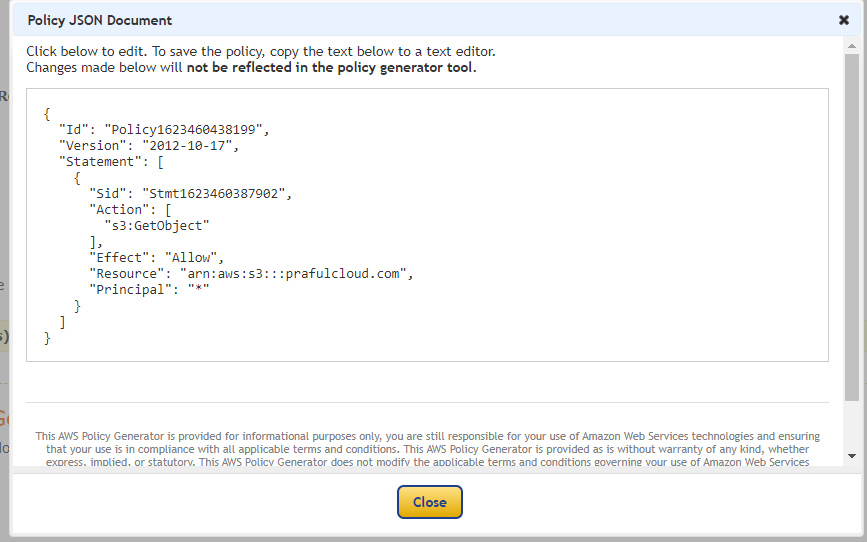 Policy JSON Document
Click below to edit. To save the policy, copy the text below to a text editor.
Changes made below will not be reflected in the policy generator tool.
{
"Id": "Policy1623460438199",
"Version": "2012-10-17",
"Statement": [
{
"Sid": "Stmt1623460387902",
"Action": [
"s3:GetObject"
],
"Effect": "Allow",
"Resource": "arn:aws:s3:::prafulcloud.com",
"Principal": "*"
}
]
}
This AWS Policy Generator is provided for informational purposes only, you are still responsible for your use of Amazon Web Services technologies and ensuring
that your use is in compliance with all applicable terms and conditions. This AWS Policy Generator is provided as is without warranty of any kind, whether
express, implied, or statutory. This AWS Policy Generator does not modify the applicable terms and conditions governing your use of Amazon Web Services
Close